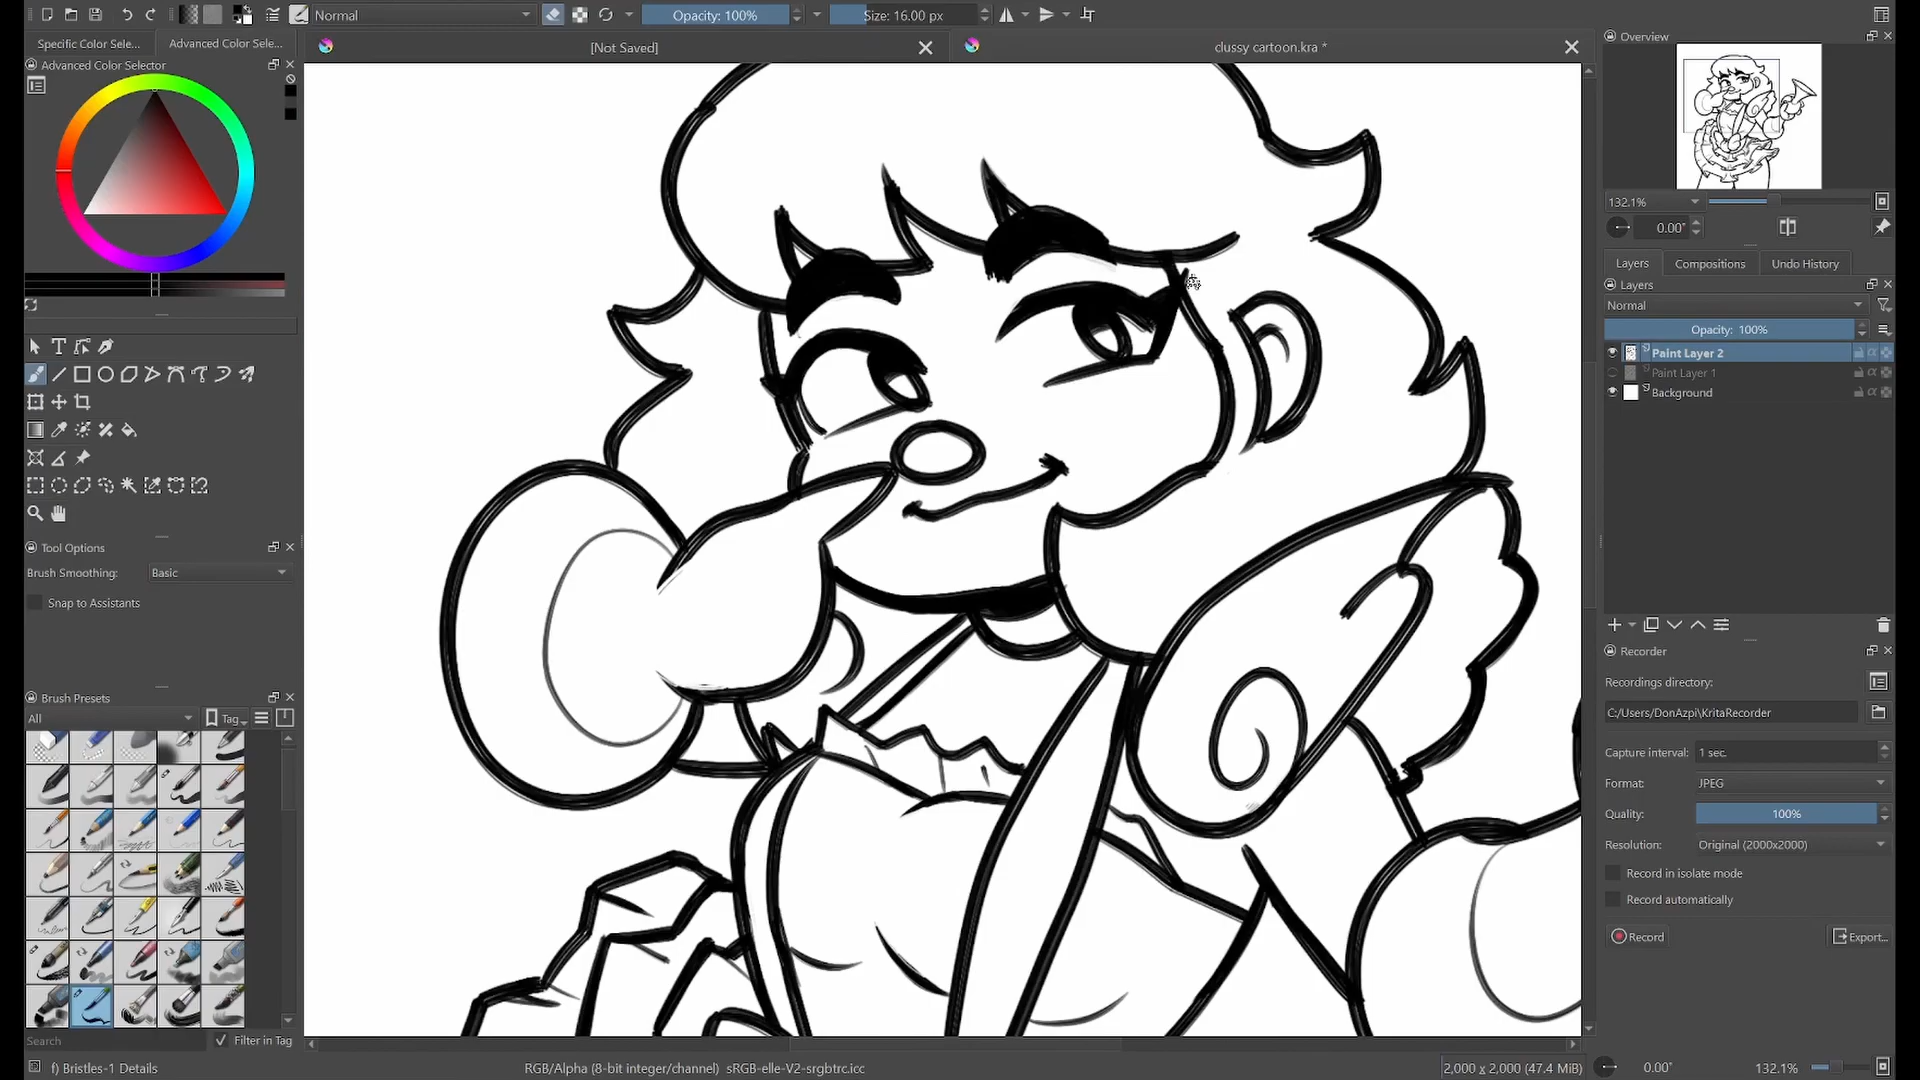 Normal
Opacity: 100%
Size: 16.00 px
Specific Color Sele...
Advanced Color Sele...
[Not Saved]
clussy cartoon.kra *
Overview
Advanced Color Selector
132.1%
0.00°
Layers
Compositions
Undo History
Layers
Normal
Opacity: 100%
Paint Layer 2
Paint Layer 1
Background
Tool Options
Brush Smoothing:
Basic
Snap to Assistants
Recorder
Recordings directory:
C:/Users/DonAzpi\KritaRecorder
Capture interval:
1 sec.
Format:
JPEG
Quality:
100%
Resolution:
Original (2000x2000)
Record in isolate mode
Record automatically
Record
Export...
Brush Presets
All
Tag
Search
Filter in Tag
f) Bristles-1 Details
RGB/Alpha (8-bit integer/channel) sRGB-elle-V2-srgbtrc.icc
2,000 x 2,000 (47.4 MiB)
0.00°
132.1%